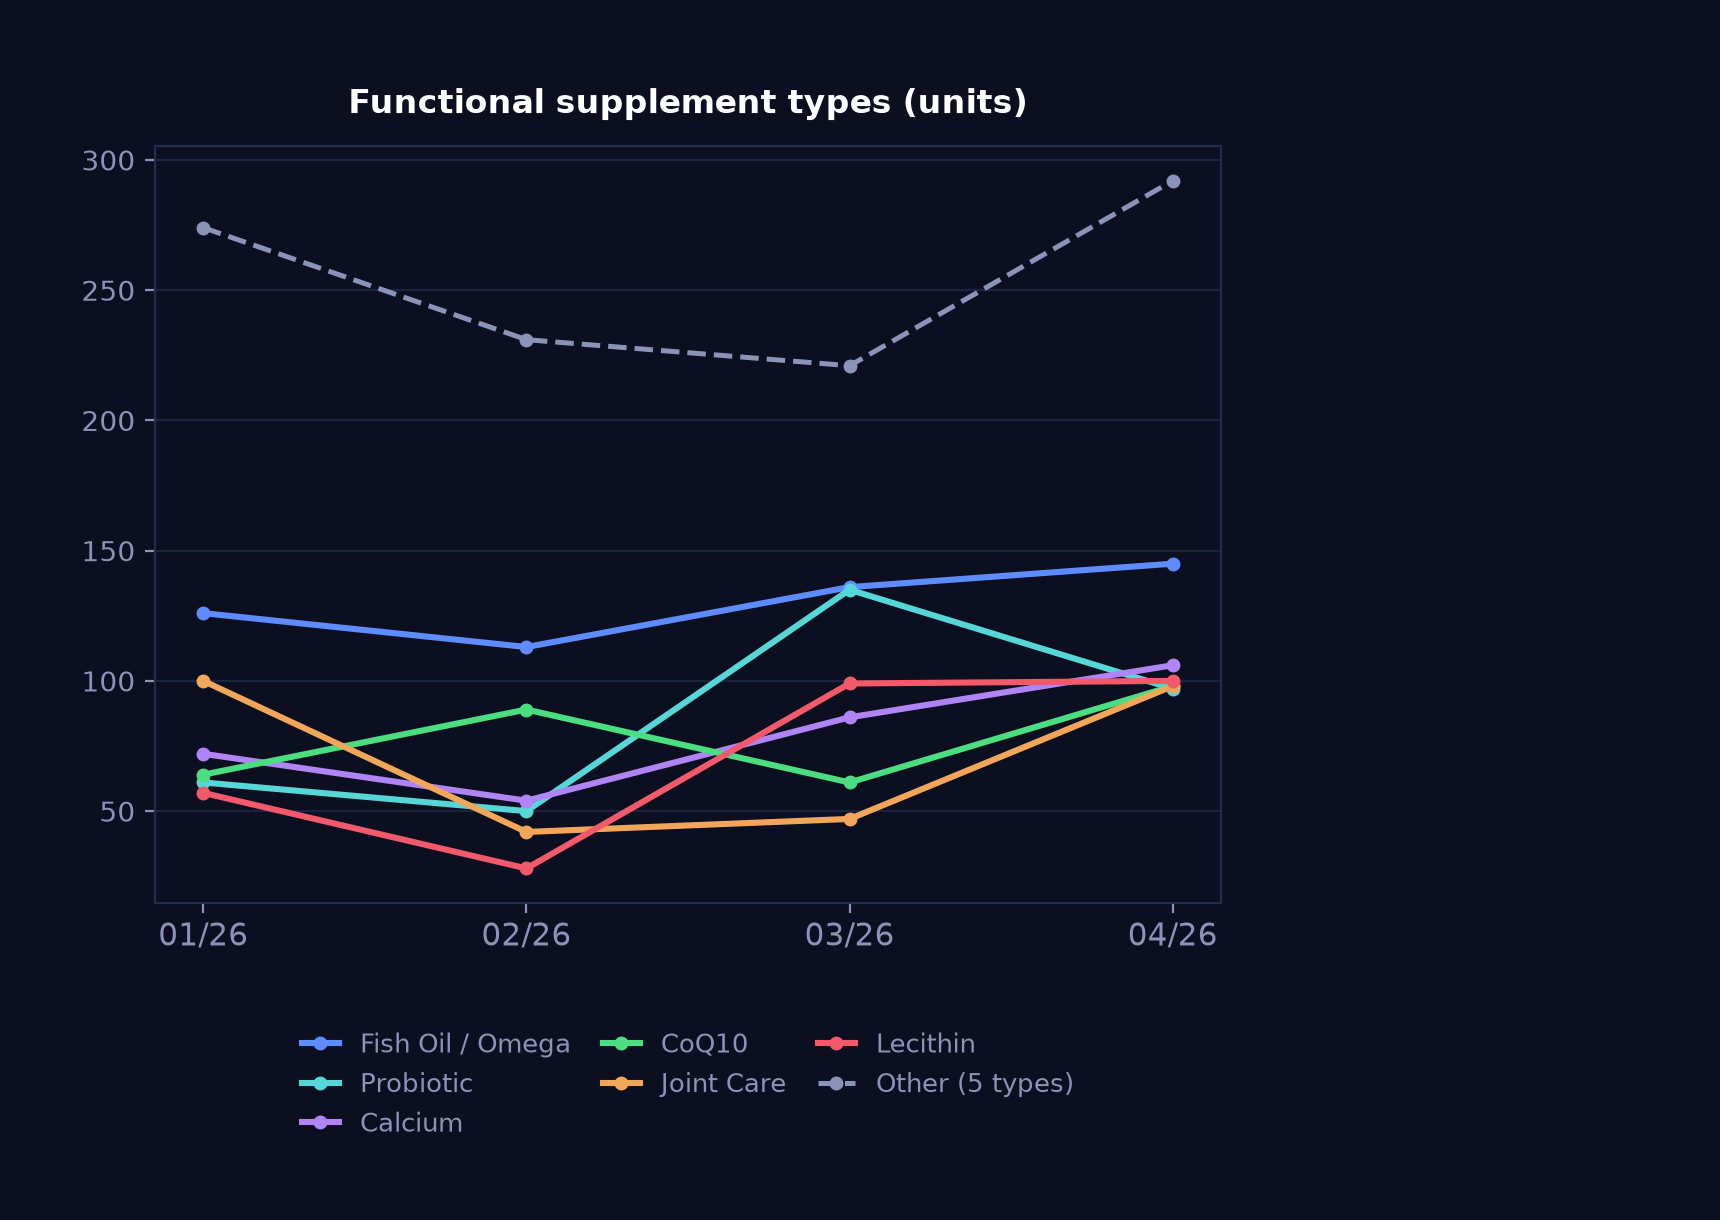 Functional supplement types (units)
300
250
200
150
100
50
01/26 02/26 03/26 04/26
Fish Oil / Omega CoQ10 Lecithin
Probiotic Joint Care Other (5 types)
Calcium